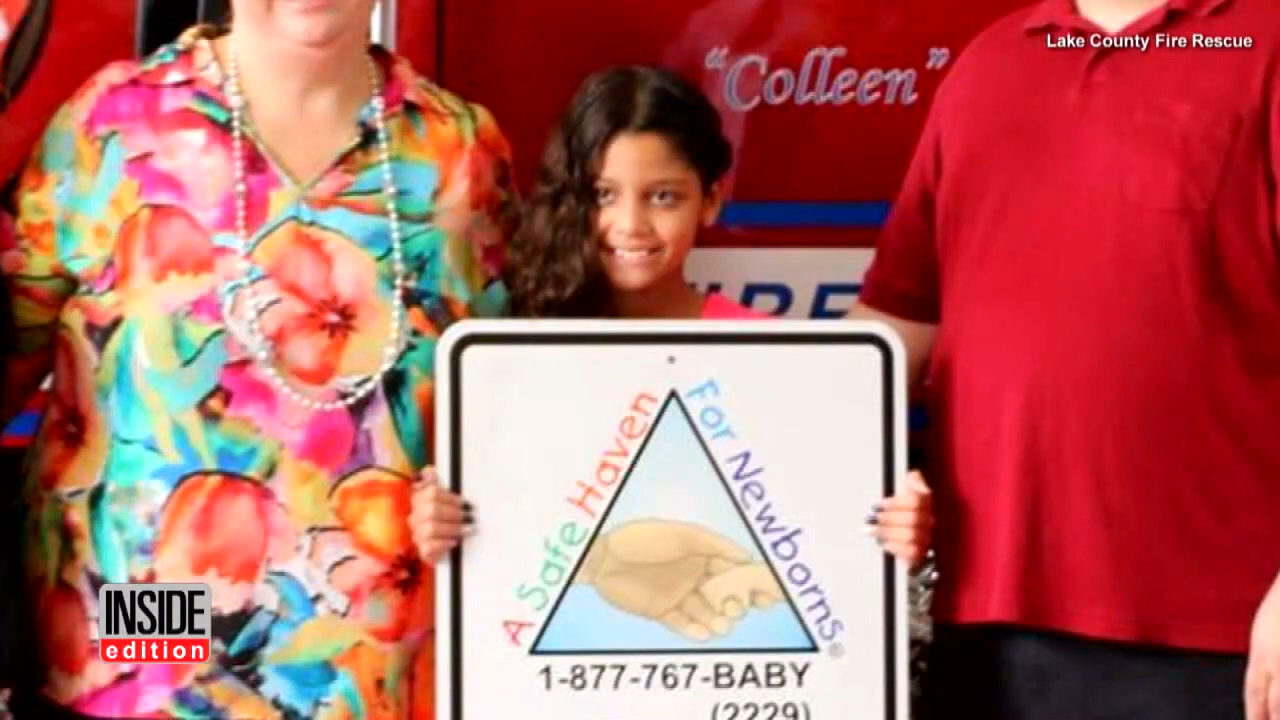 Lake County Fire Rescue
"Colleen"
A Safe Haven For Newborns®
1-877-767-BABY
(2229)
INSIDE
edition